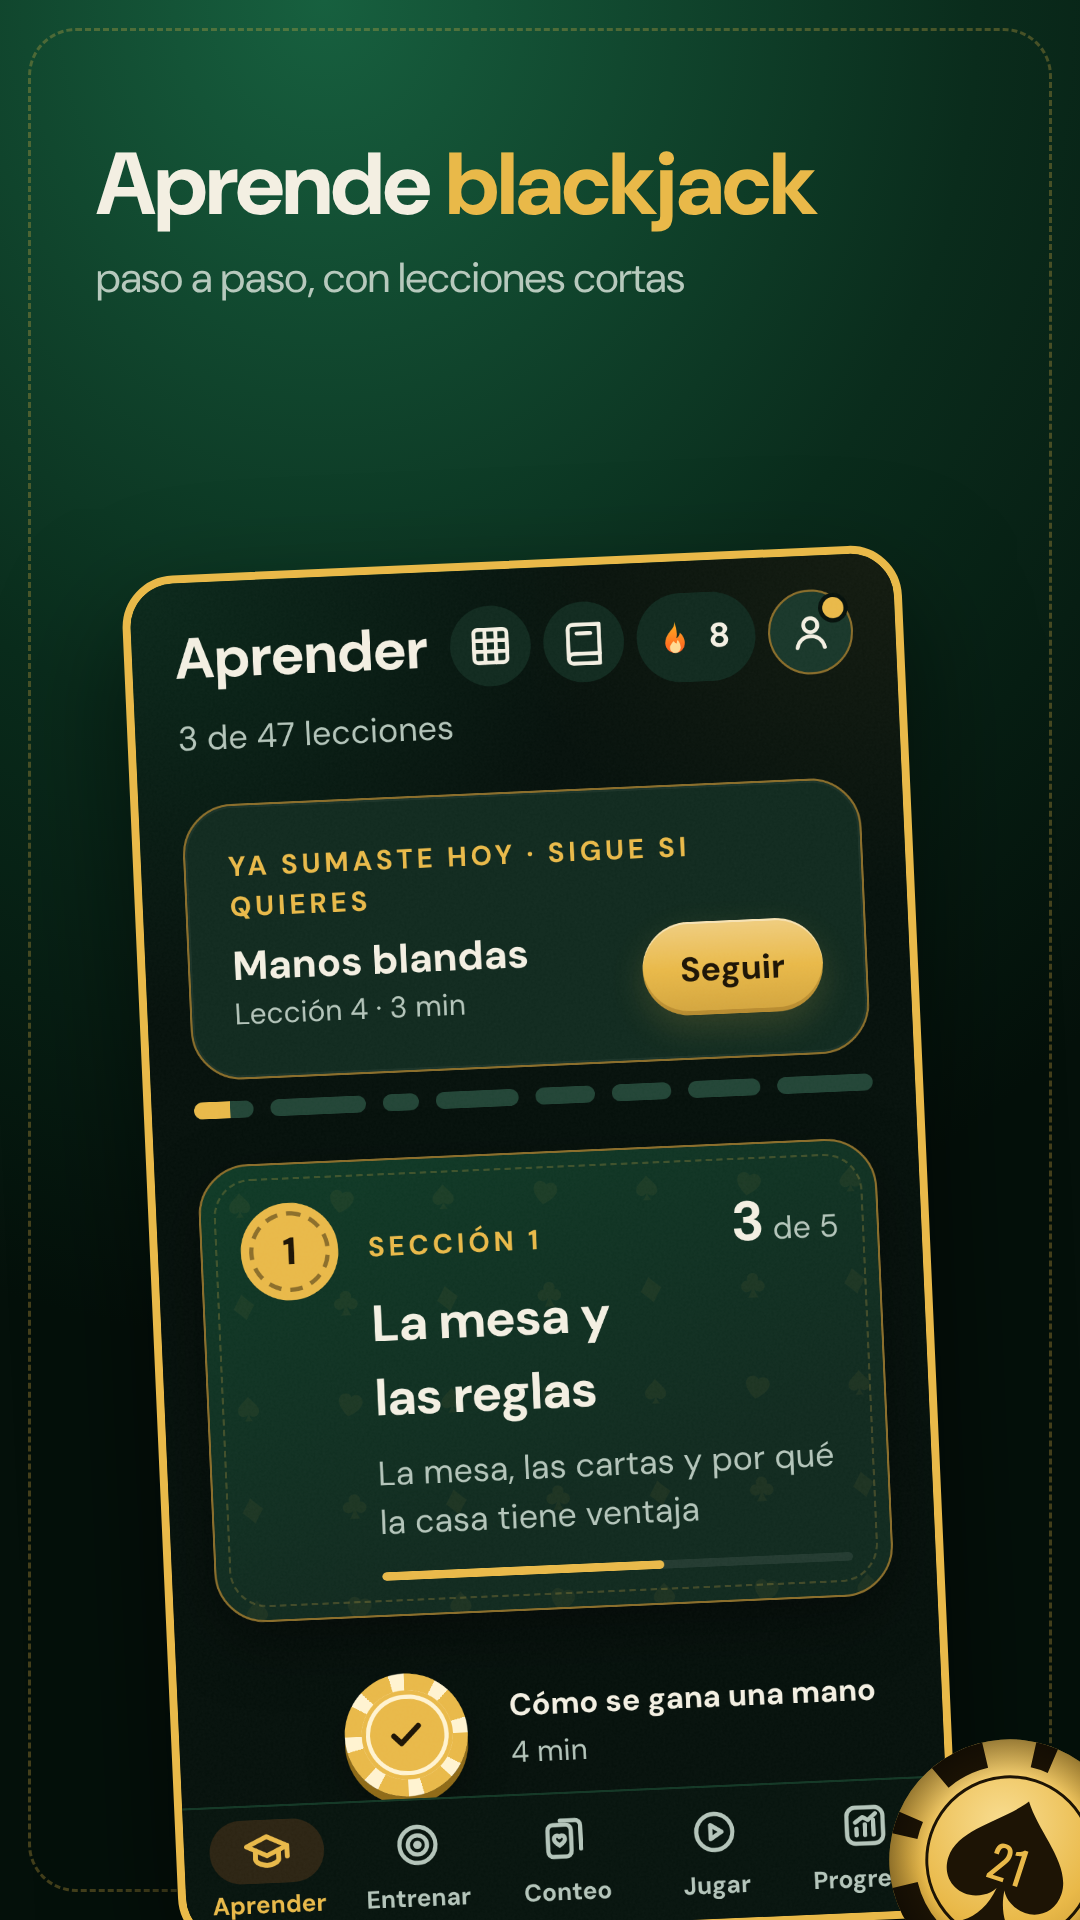 Aprende blackjack
paso a paso, con lecciones cortas
Aprender
8
3 de 47 lecciones
YA SUMASTE HOY · SIGUE SI
QUIERES
Manos blandas
Lección 4 · 3 min
Seguir
1
SECCIÓN 1
3 de 5
La mesa y
las reglas
La mesa, las cartas y por qué
la casa tiene ventaja
Cómo se gana una mano
4 min
Aprender
Entrenar
Conteo
Jugar
Progre
21